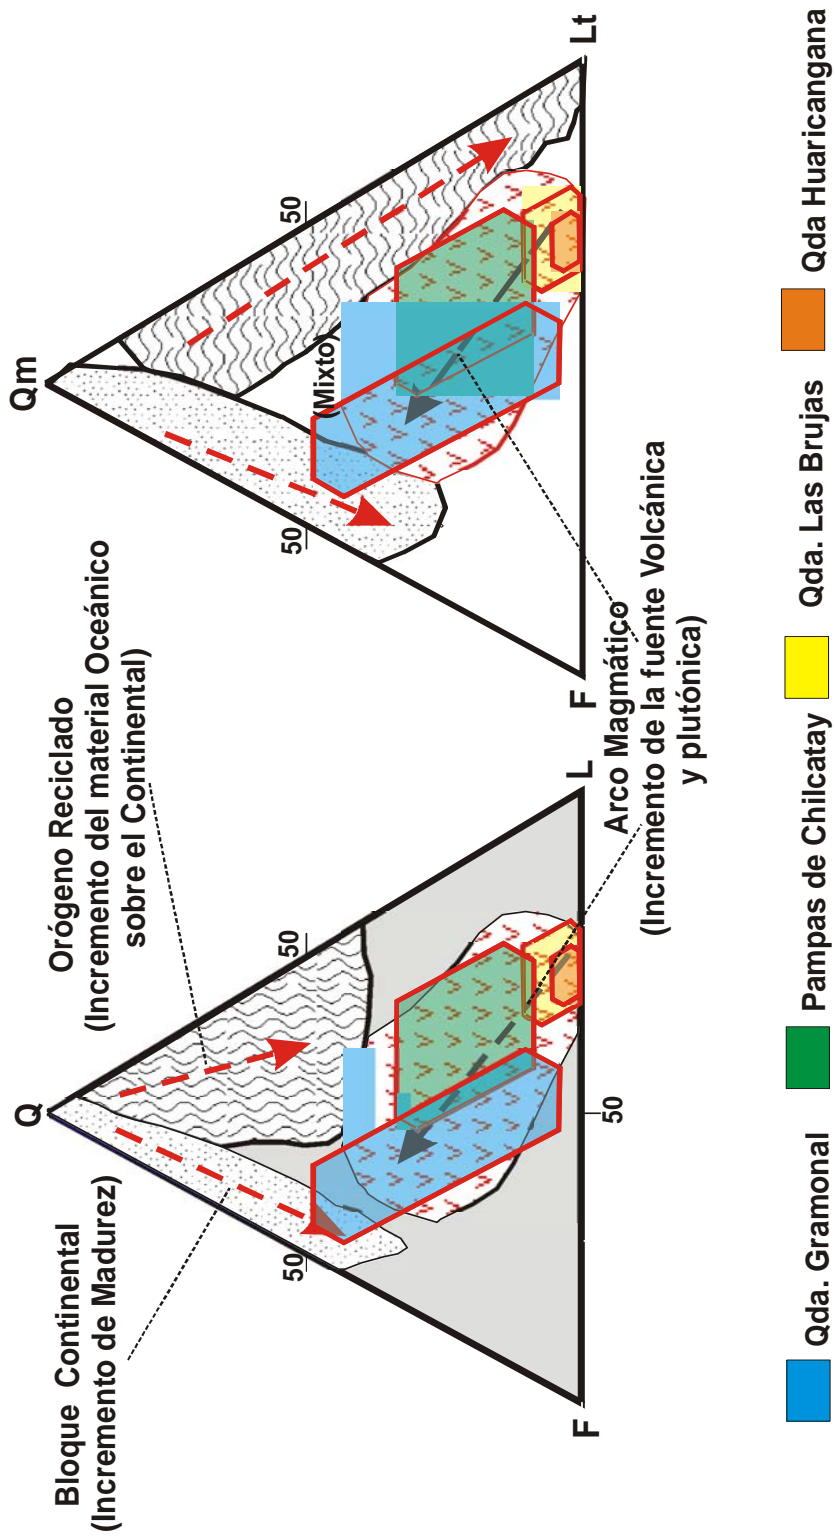 Bloque Continental
(Incremento de Madurez)
Orógeno Reciclado
(Incremento del material Oceánico
sobre el Continental)
Q
50
50
F
50
L
Qm
50
50
(Mixto)
F
Lt
Arco Magmático
(Incremento de la fuente Volcánica
y plutónica)
Qda. Gramonal
Pampas de Chilcatay
Qda. Las Brujas
Qda Huaricangana